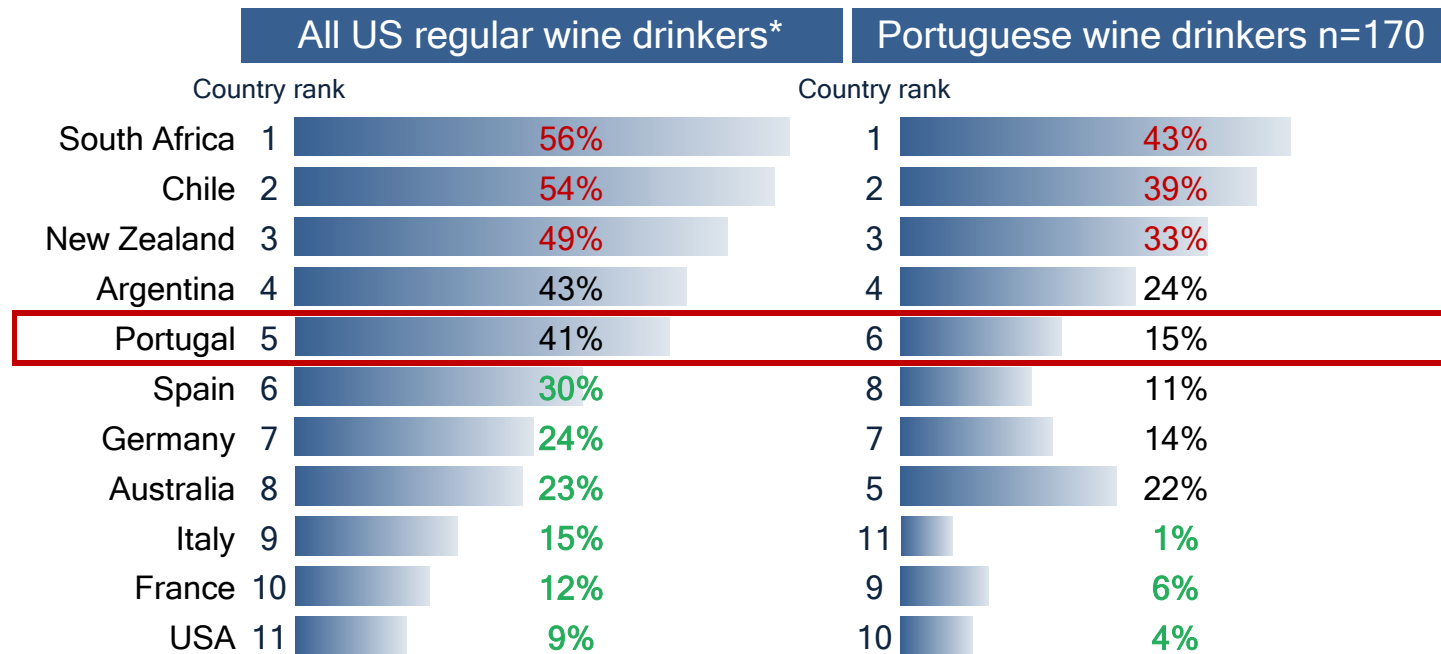 All US regular wine drinkers* Portuguese wine drinkers n=170
Country rank Country rank
South Africa 1 56% 1 43%
Chile 2 54% 2 39%
New Zealand 3 49% 3 33%
Argentina 4 43% 4 24%
Portugal 5 41% 6 15%
Spain 6 30% 8 11%
Germany 7 24% 7 14%
Australia 8 23% 5 22%
Italy 9 15% 11 1%
France 10 12% 9 6%
USA 11 9% 10 4%